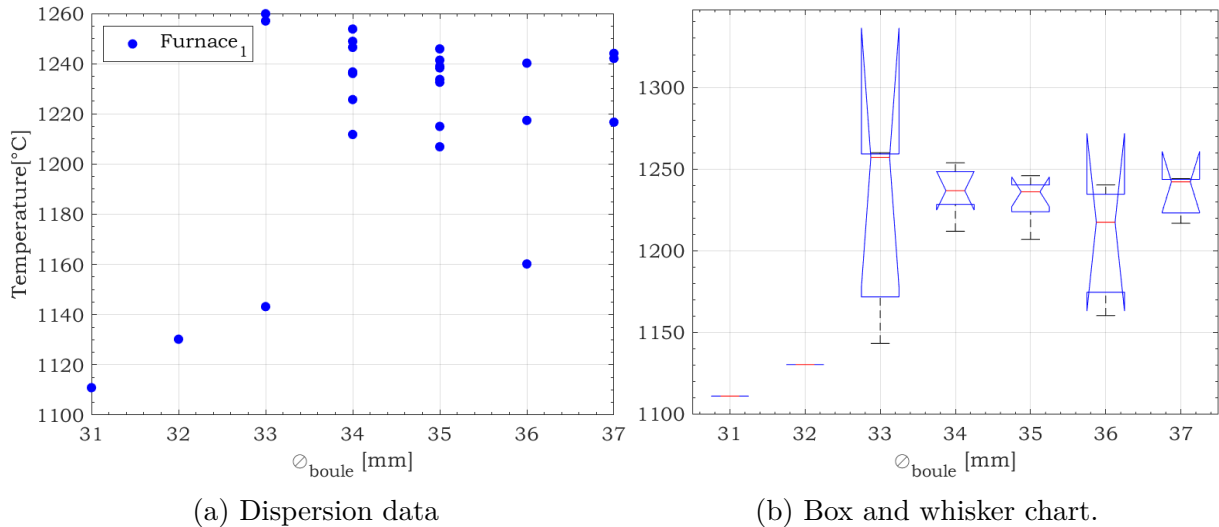 1260
1240
1220
1200
1180
1160
1140
1120
1100
Temperature[°C]
Furnace1
31 32 33 34 35 36 37
⌀boule [mm]
(a) Dispersion data
1300
1250
1200
1150
1100
31 32 33 34 35 36 37
⌀boule [mm]
(b) Box and whisker chart.